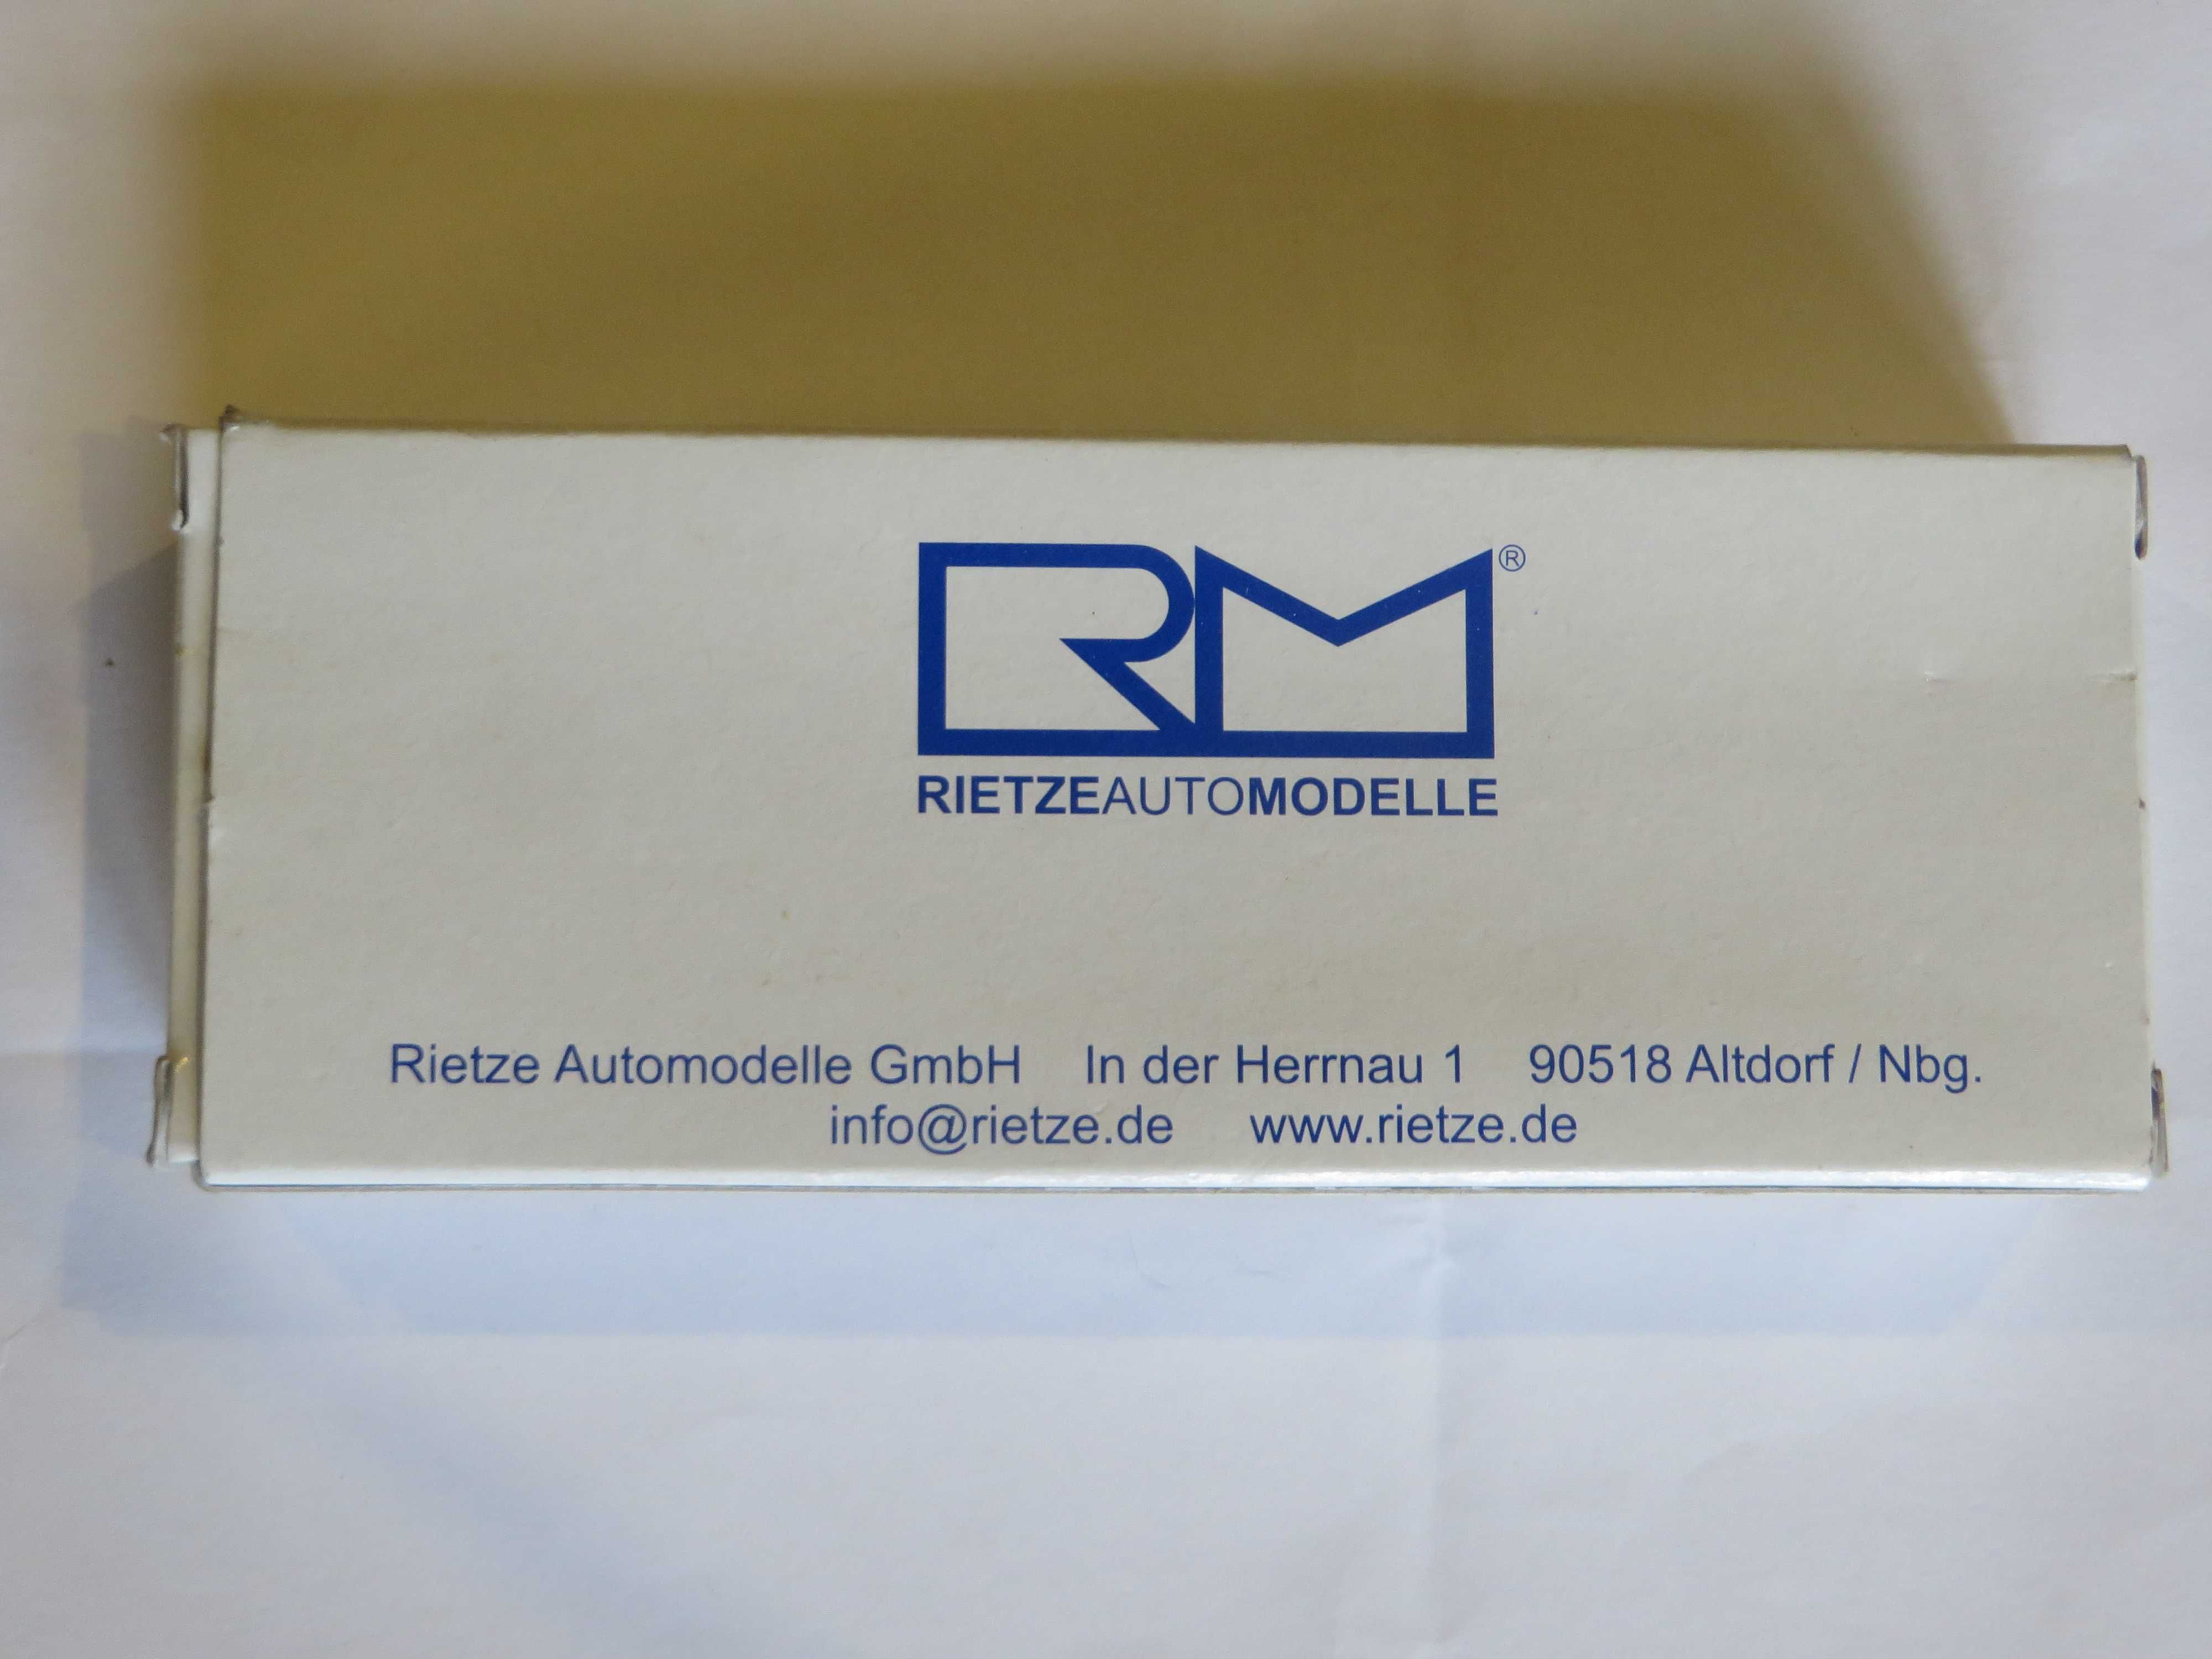 RM®
RIETZEAUTOMODELLE
Rietze Automodelle GmbH In der Herrnau 1 90518 Altdorf / Nbg.
info@rietze.de www.rietze.de